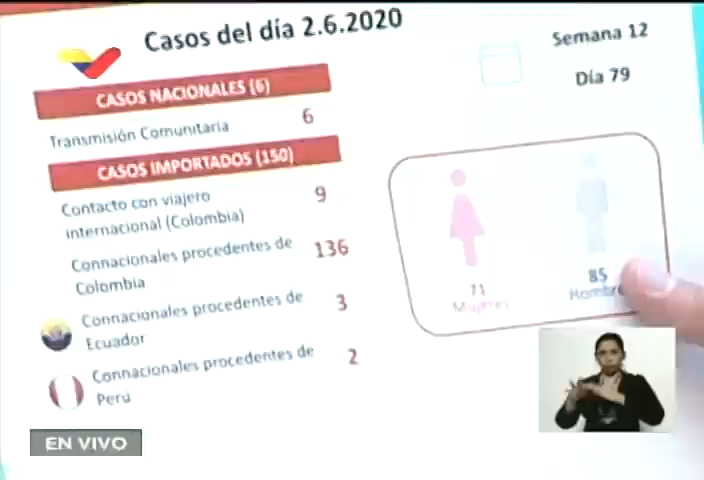 Casos del día 2.6.2020
Semana 12
Día 79
CASOS NACIONALES (6)
Transmisión Comunitaria 6
CASOS IMPORTADOS (150)
Contacto con viajero
internacional (Colombia) 9
Connacionales procedentes de
Colombia 136
Connacionales procedentes de
Ecuador 3
Connacionales procedentes de
Perú 2
71
Mujeres
85
Hombre
EN VIVO